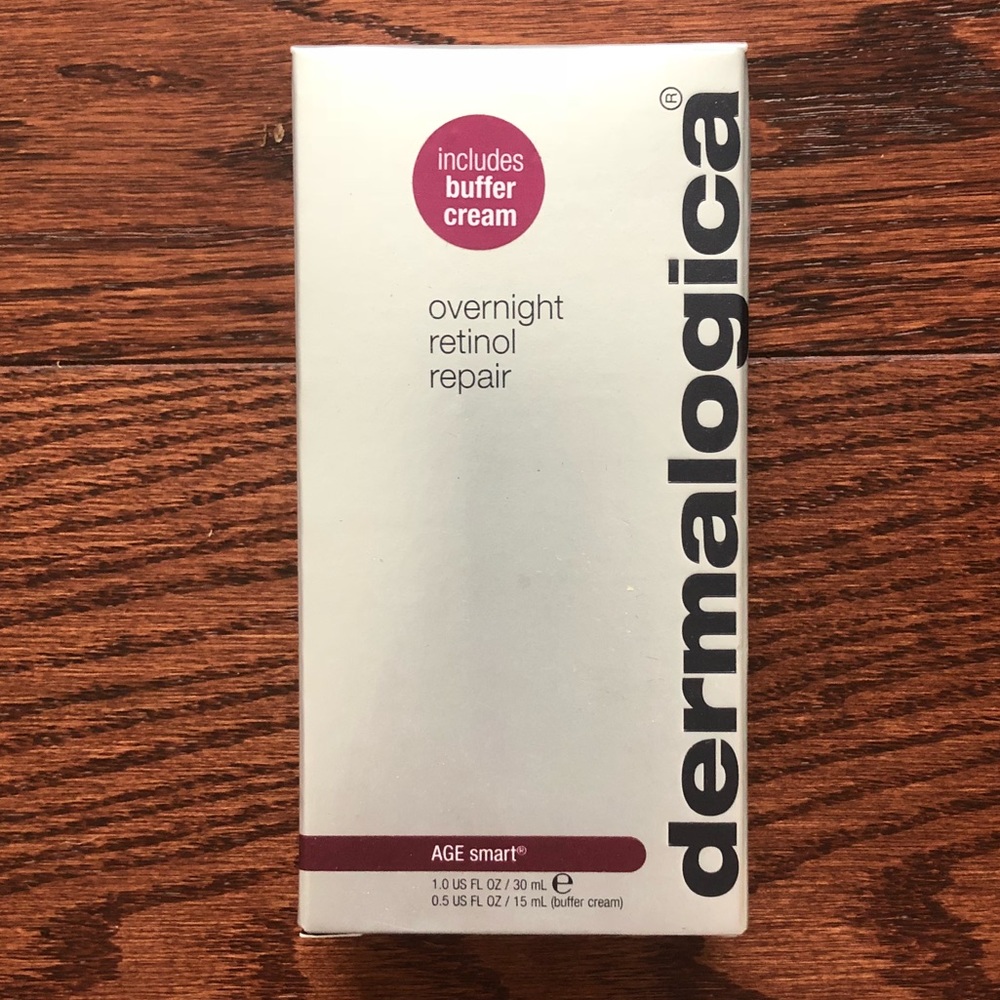 includes
buffer
cream
overnight
retinol
repair
dermalogica®
AGE smart®
1.0 US FL OZ / 30 mL ℮
0.5 US FL OZ / 15 mL (buffer cream)